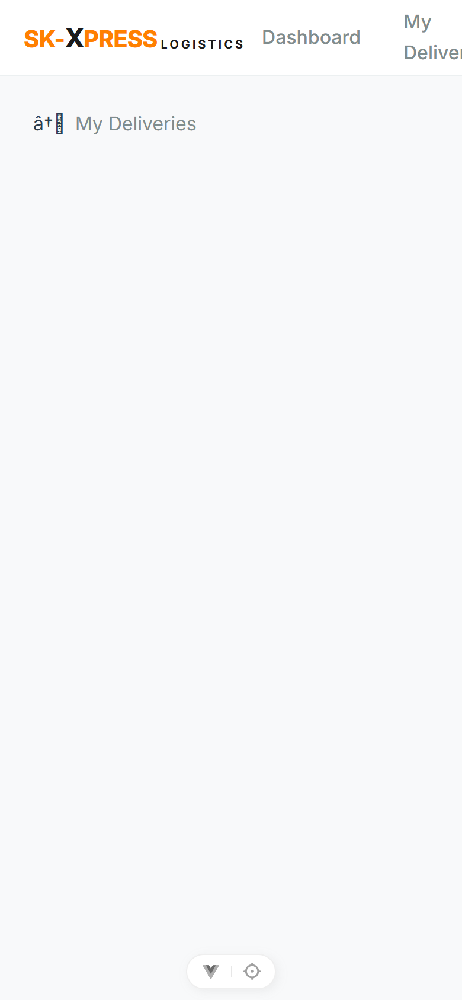 SK-XPRESS LOGISTICS
Dashboard
My
Deliver
â† My Deliveries